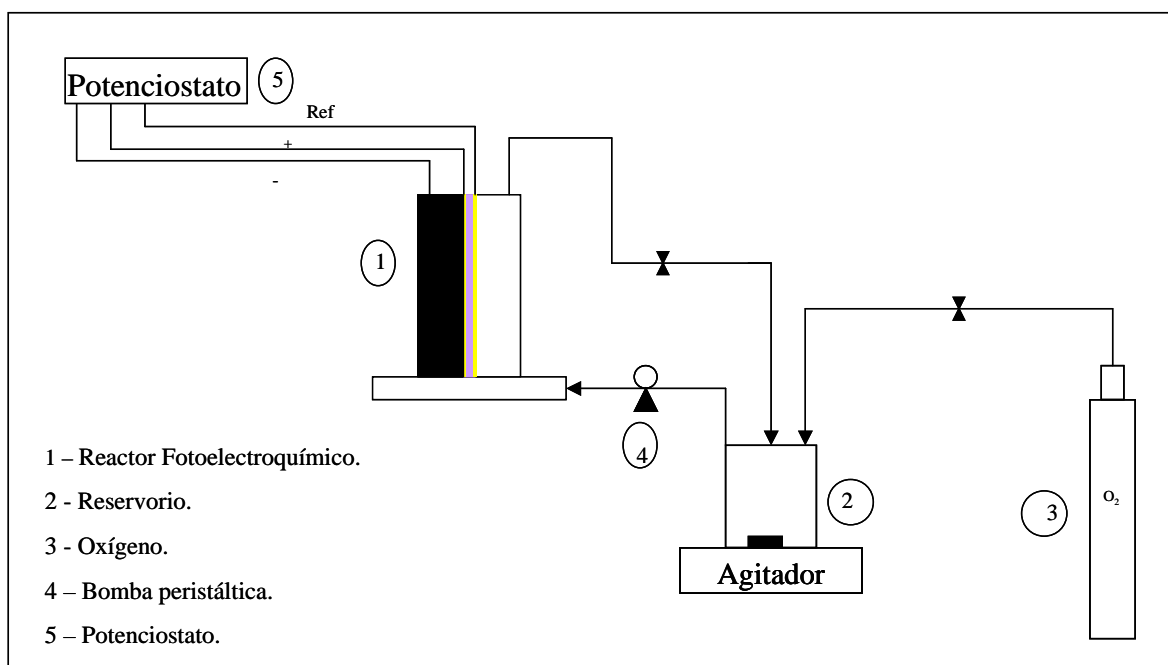 Potenciostato
5
Ref
+
-
1
4
2
3
O₂
Agitador
1 – Reactor Fotoelectroquímico.
2 - Reservorio.
3 - Oxígeno.
4 – Bomba peristáltica.
5 – Potenciostato.